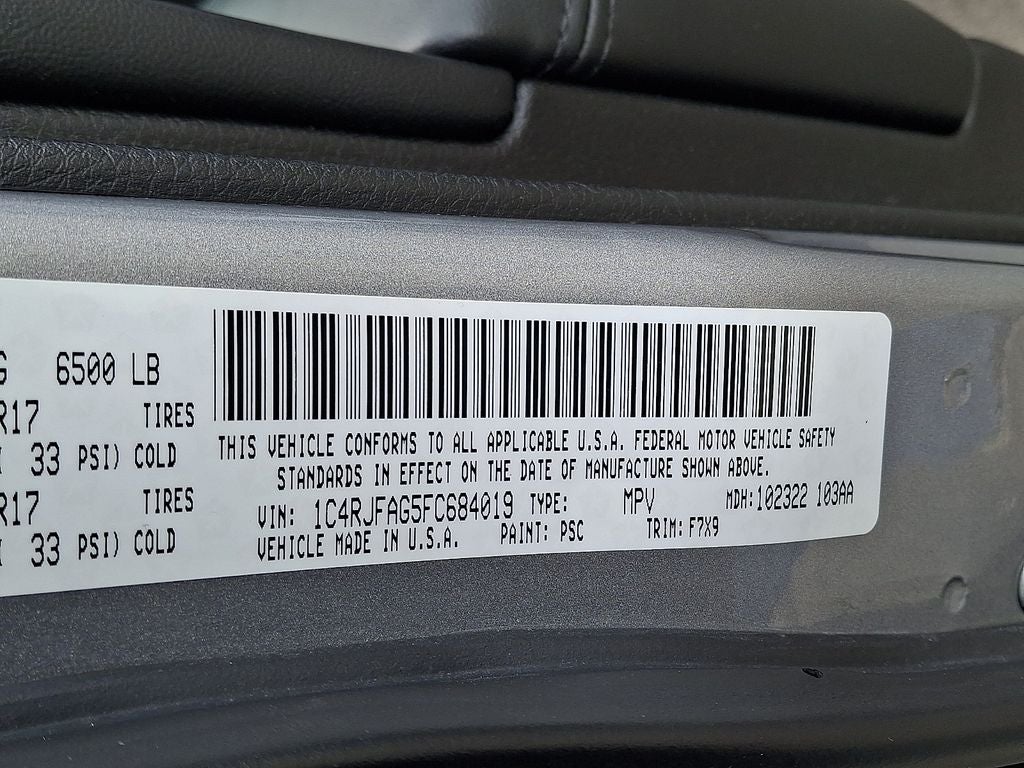 G 6500 LB
R17 TIRES
33 PSI) COLD
R17 TIRES
33 PSI) COLD
THIS VEHICLE CONFORMS TO ALL APPLICABLE U.S.A. FEDERAL MOTOR VEHICLE SAFETY
STANDARDS IN EFFECT ON THE DATE OF MANUFACTURE SHOWN ABOVE.
VIN: 1C4RJFAG5FC684019 TYPE: MPV MDH:102322 103AA
VEHICLE MADE IN U.S.A. PAINT: PSC TRIM: F7X9